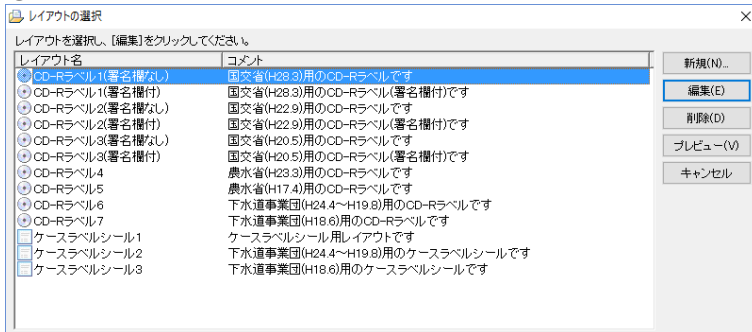 レイアウトの選択
レイアウトを選択し、[編集]をクリックしてください。
レイアウト名 コメント
CD-Rラベル1(署名欄なし) 国交省(H28.3)用のCD-Rラベルです
CD-Rラベル1(署名欄付) 国交省(H28.3)用のCD-Rラベル(署名欄付)です
CD-Rラベル2(署名欄なし) 国交省(H22.9)用のCD-Rラベルです
CD-Rラベル2(署名欄付) 国交省(H22.9)用のCD-Rラベル(署名欄付)です
CD-Rラベル3(署名欄なし) 国交省(H20.5)用のCD-Rラベルです
CD-Rラベル3(署名欄付) 国交省(H20.5)用のCD-Rラベル(署名欄付)です
CD-Rラベル4 農水省(H23.3)用のCD-Rラベルです
CD-Rラベル5 農水省(H17.4)用のCD-Rラベルです
CD-Rラベル6 下水道事業団(H24.4~H19.8)用のCD-Rラベルです
CD-Rラベル7 下水道事業団(H18.6)用のCD-Rラベルです
ケースラベルシール1 ケースラベルシール用レイアウトです
ケースラベルシール2 下水道事業団(H24.4~H19.8)用のケースラベルシールです
ケースラベルシール3 下水道事業団(H18.6)用のケースラベルシールです
新規(N)...
編集(E)
削除(D)
プレビュー(V)
キャンセル